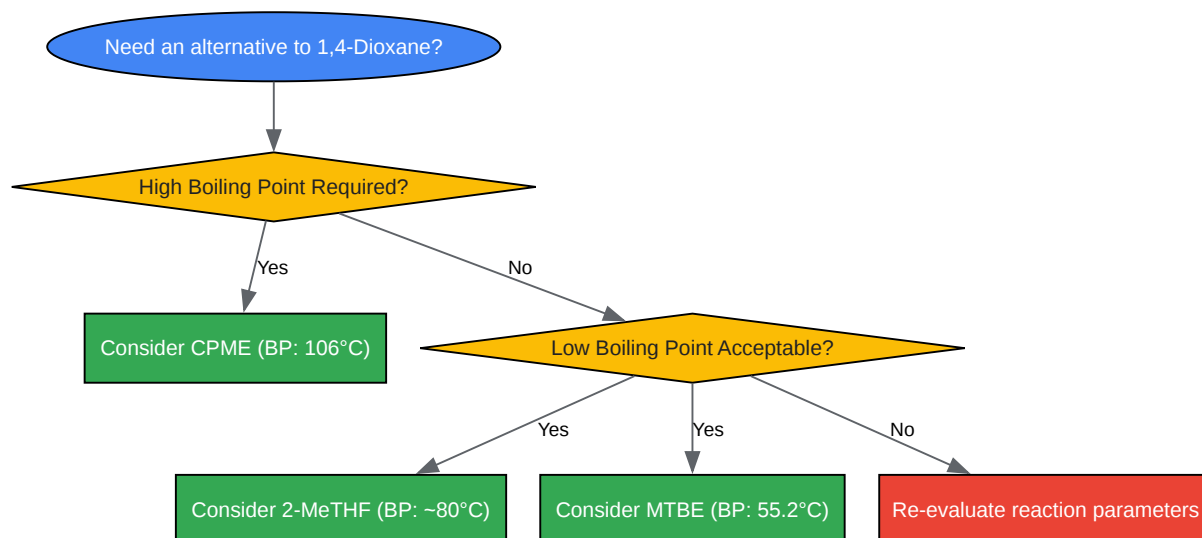 Need an alternative to 1,4-Dioxane?
High Boiling Point Required?
Yes
No
Consider CPME (BP: 106°C)
Low Boiling Point Acceptable?
Yes
Yes
No
Consider 2-MeTHF (BP: ~80°C)
Consider MTBE (BP: 55.2°C)
Re-evaluate reaction parameters